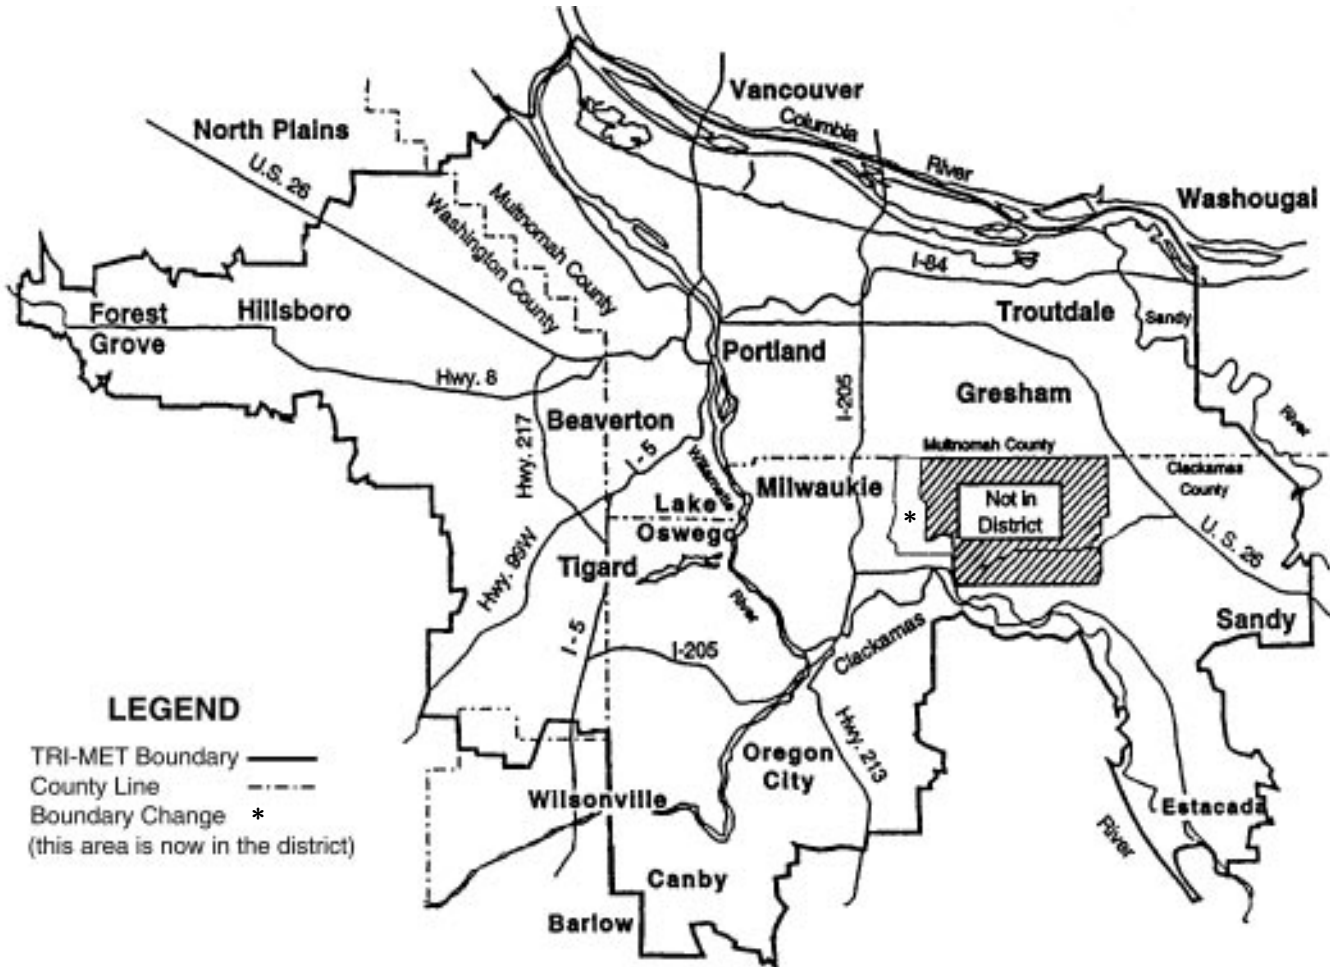 Vancouver
Columbia
River
North Plains
U.S. 26
Washougal
Multnomah County
Washington County
I-84
Forest
Grove
Hillsboro
Troutdale
Sandy
River
Portland
Hwy. 8
I-205
Gresham
Beaverton
Hwy. 217
I-5
Multnomah County
Willamette
Clackamas
County
Milwaukie
Lake
Oswego
*
Not in
District
U. S. 26
Hwy. 99W
Tigard
River
Sandy
I-5
I-205
Clackamas
LEGEND
TRI-MET Boundary
County Line
Boundary Change *
(this area is now in the district)
Hwy. 213
Oregon
City
Wilsonville
Estacada
River
Canby
Barlow